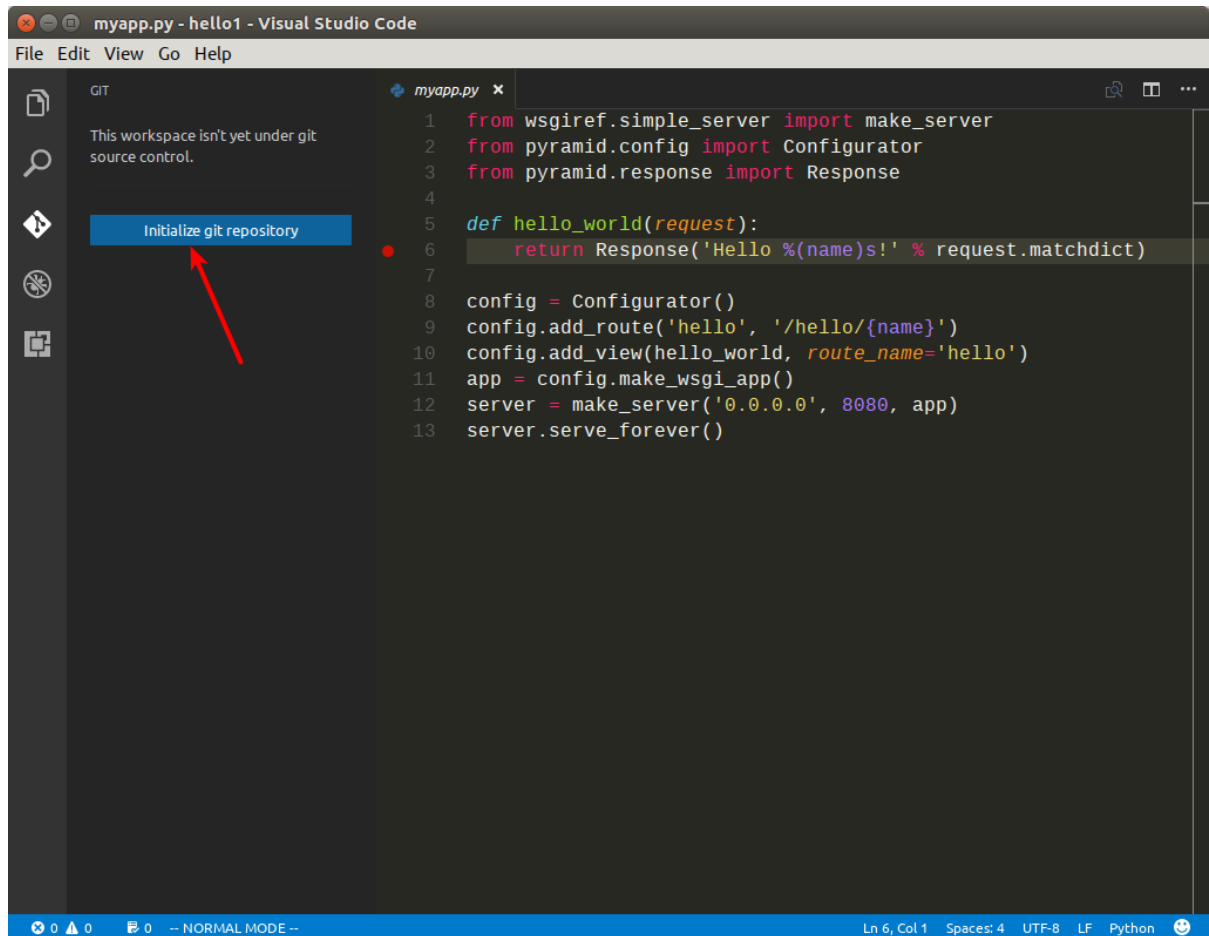 myapp.py - hello1 - Visual Studio Code
File Edit View Go Help
GIT
This workspace isn't yet under git
source control.
Initialize git repository
myapp.py
1 from wsgiref.simple_server import make_server
2 from pyramid.config import Configurator
3 from pyramid.response import Response
4
5 def hello_world(request):
6     return Response('Hello %(name)s!' % request.matchdict)
7
8 config = Configurator()
9 config.add_route('hello', '/hello/{name}')
10 config.add_view(hello_world, route_name='hello')
11 app = config.make_wsgi_app()
12 server = make_server('0.0.0.0', 8080, app)
13 server.serve_forever()
0 0 0 -- NORMAL MODE -- Ln 6, Col 1 Spaces: 4 UTF-8 LF Python